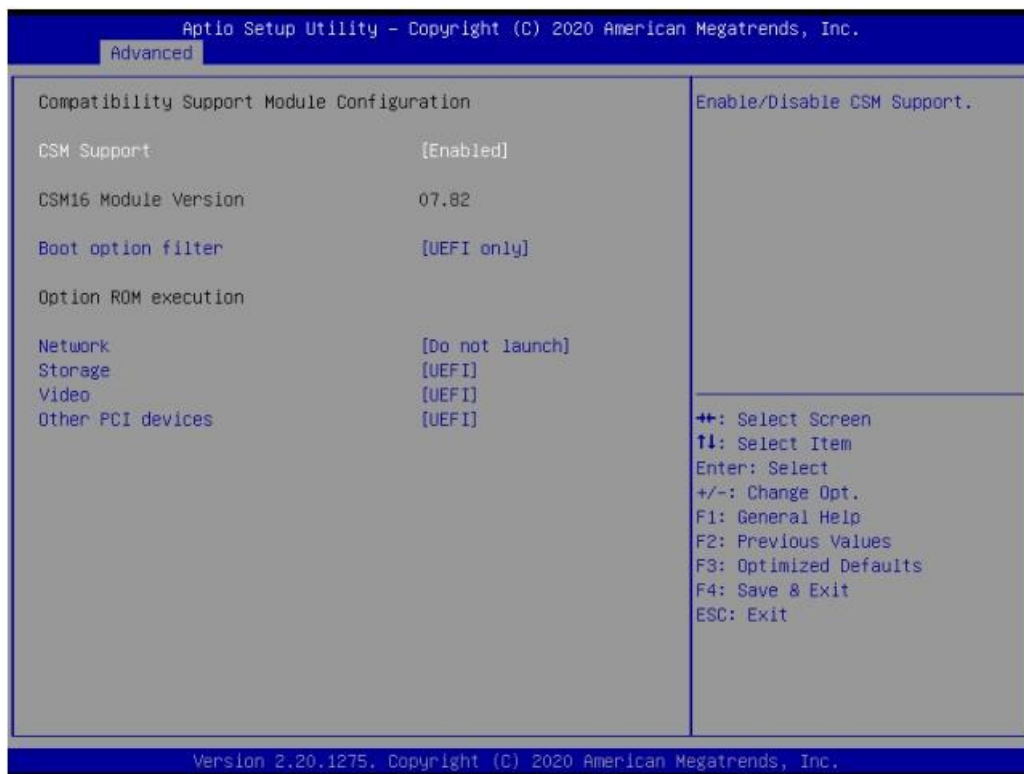 Aptio Setup Utility – Copyright (C) 2020 American Megatrends, Inc.
Advanced
Compatibility Support Module Configuration
CSM Support [Enabled]
CSM16 Module Version 07.82
Boot option filter [UEFI only]
Option ROM execution
Network [Do not launch]
Storage [UEFI]
Video [UEFI]
Other PCI devices [UEFI]
Enable/Disable CSM Support.
→←: Select Screen
↑↓: Select Item
Enter: Select
+/-: Change Opt.
F1: General Help
F2: Previous Values
F3: Optimized Defaults
F4: Save & Exit
ESC: Exit
Version 2.20.1275. Copyright (C) 2020 American Megatrends, Inc.